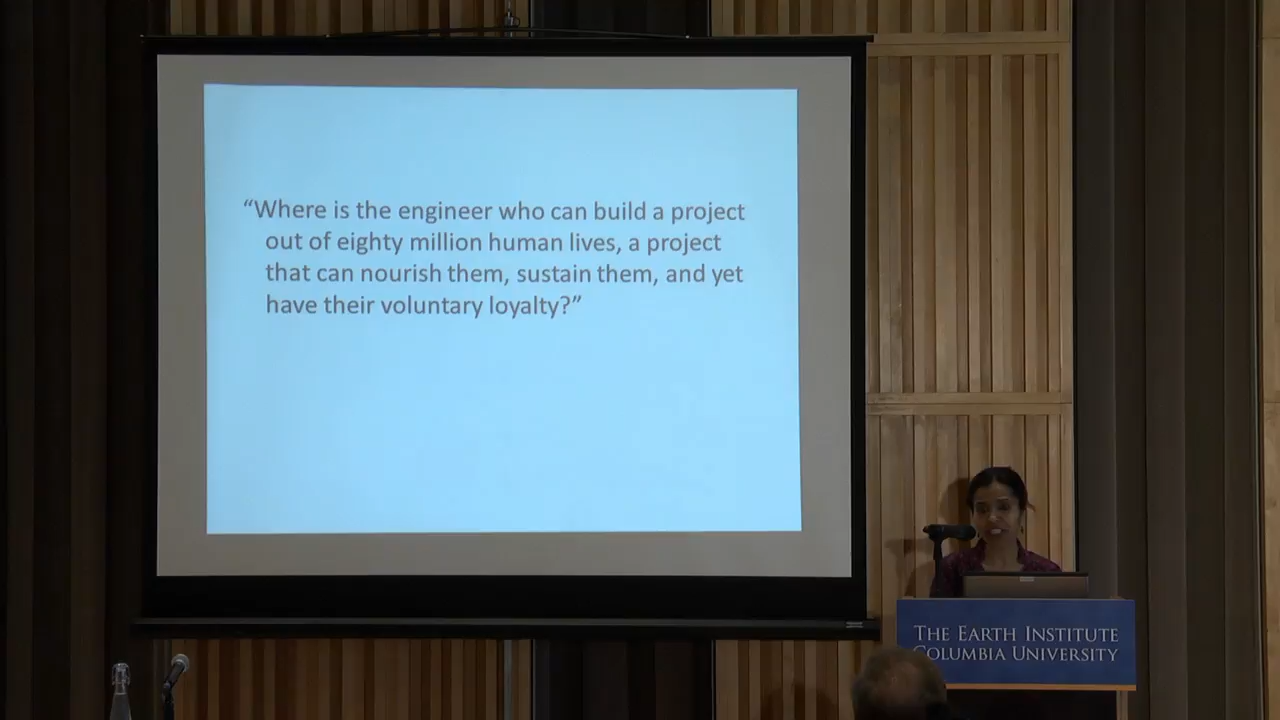 “Where is the engineer who can build a project
out of eighty million human lives, a project
that can nourish them, sustain them, and yet
have their voluntary loyalty?”
THE EARTH INSTITUTE
COLUMBIA UNIVERSITY